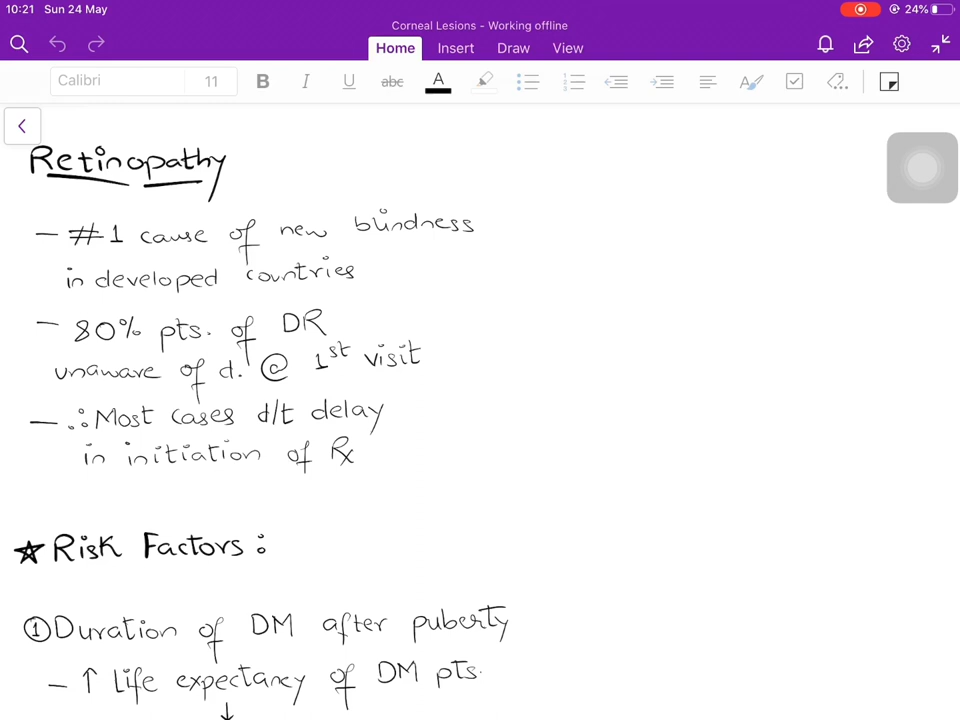 10:21 Sun 24 May
24%
Corneal Lesions - Working offline
Home Insert Draw View
Calibri 11 B I U abc A
Retinopathy
- #1 cause of new blindness
in developed countries
- 80% pts. of DR
unaware of d. @ 1st visit
- ∴ Most cases d/t delay
in initiation of Rx
★ Risk Factors :
① Duration of DM after puberty
- ↑ Life expectancy of DM pts.
↓